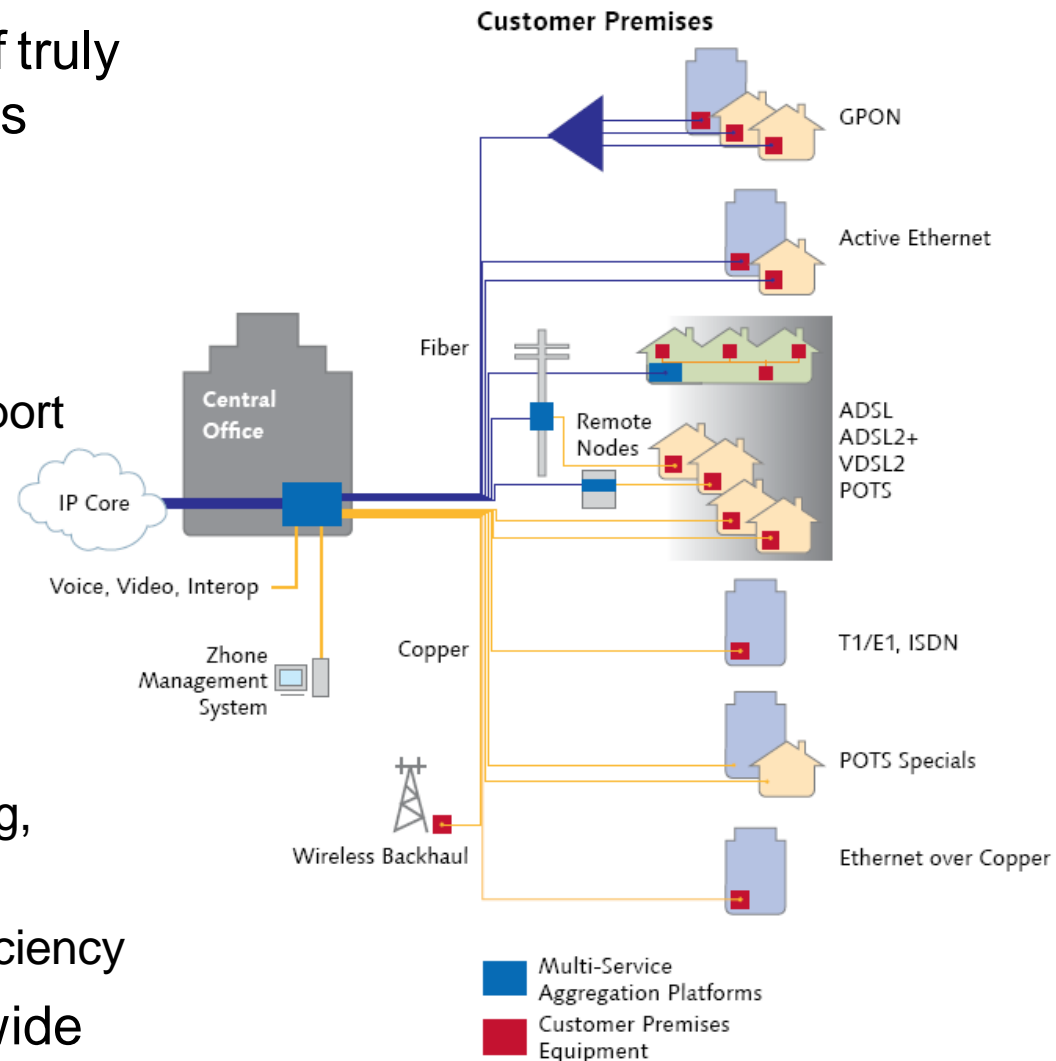 f truly
s
port
g,
ciency
wide
Customer Premises
GPON
Active Ethernet
Fiber
Central
Office
Remote
Nodes
ADSL
ADSL2+
VDSL2
POTS
IP Core
Voice, Video, Interop
Zhone
Management
System
Copper
T1/E1, ISDN
POTS Specials
Wireless Backhaul
Ethernet over Copper
Multi-Service
Aggregation Platforms
Customer Premises
Equipment